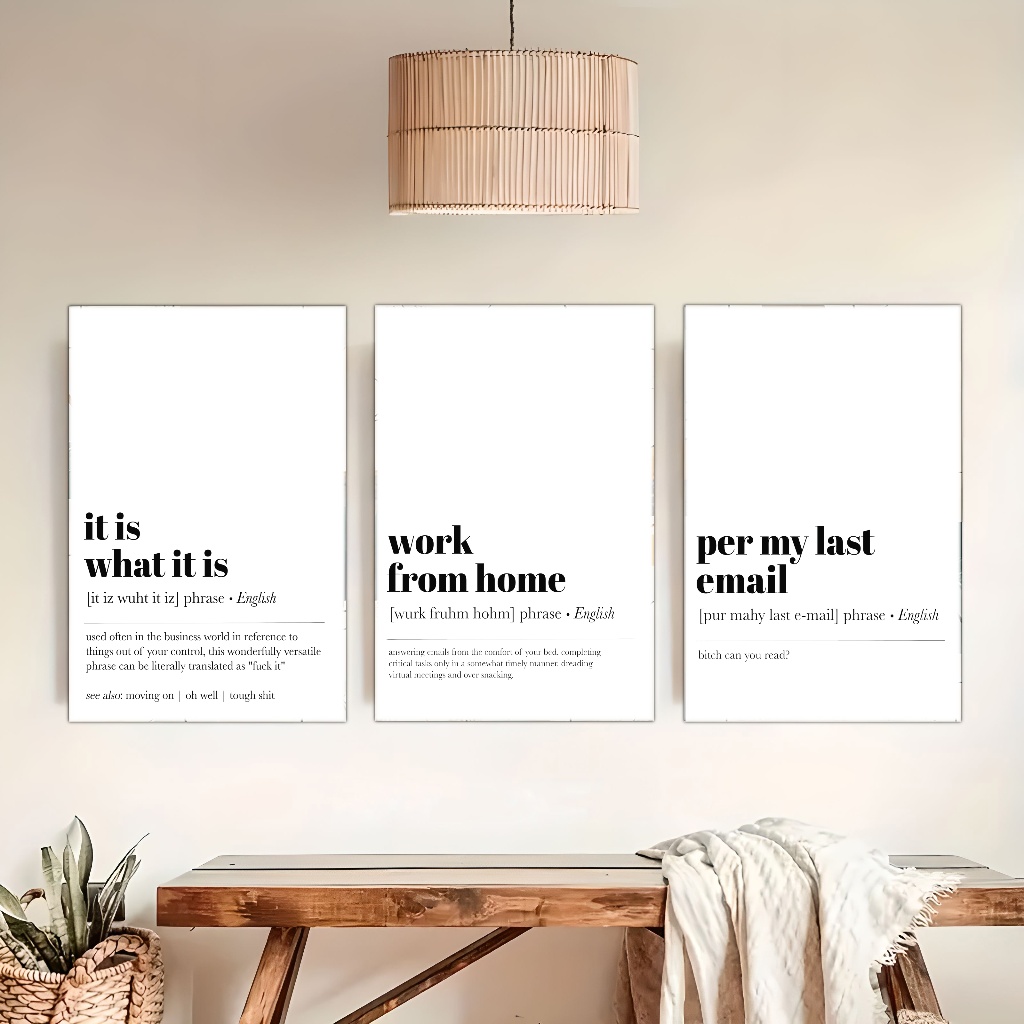 it is
what it is
[it iz wuht it iz] phrase • English
used often in the business world in reference to
things out of your control, this wonderfully versatile
phrase can be literally translated as "fuck it"
see also: moving on | oh well | tough shit
work
from home
[wurk fruhm hohm] phrase • English
answering emails from the comfort of your bed, completing
critical tasks only in a somewhat timely manner, dreading
virtual meetings and over snacking.
per my last
email
[pur mahy last e-mail] phrase • English
bitch can you read?